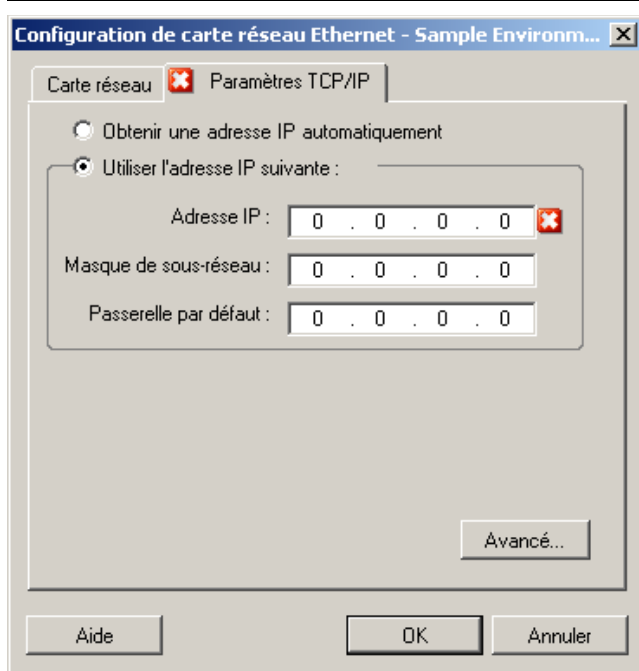 Configuration de carte réseau Ethernet - Sample Environm...
Carte réseau Paramètres TCP/IP
Obtenir une adresse IP automatiquement
Utiliser l'adresse IP suivante :
Adresse IP : 0 . 0 . 0 . 0
Masque de sous-réseau : 0 . 0 . 0 . 0
Passerelle par défaut : 0 . 0 . 0 . 0
Avancé...
Aide OK Annuler